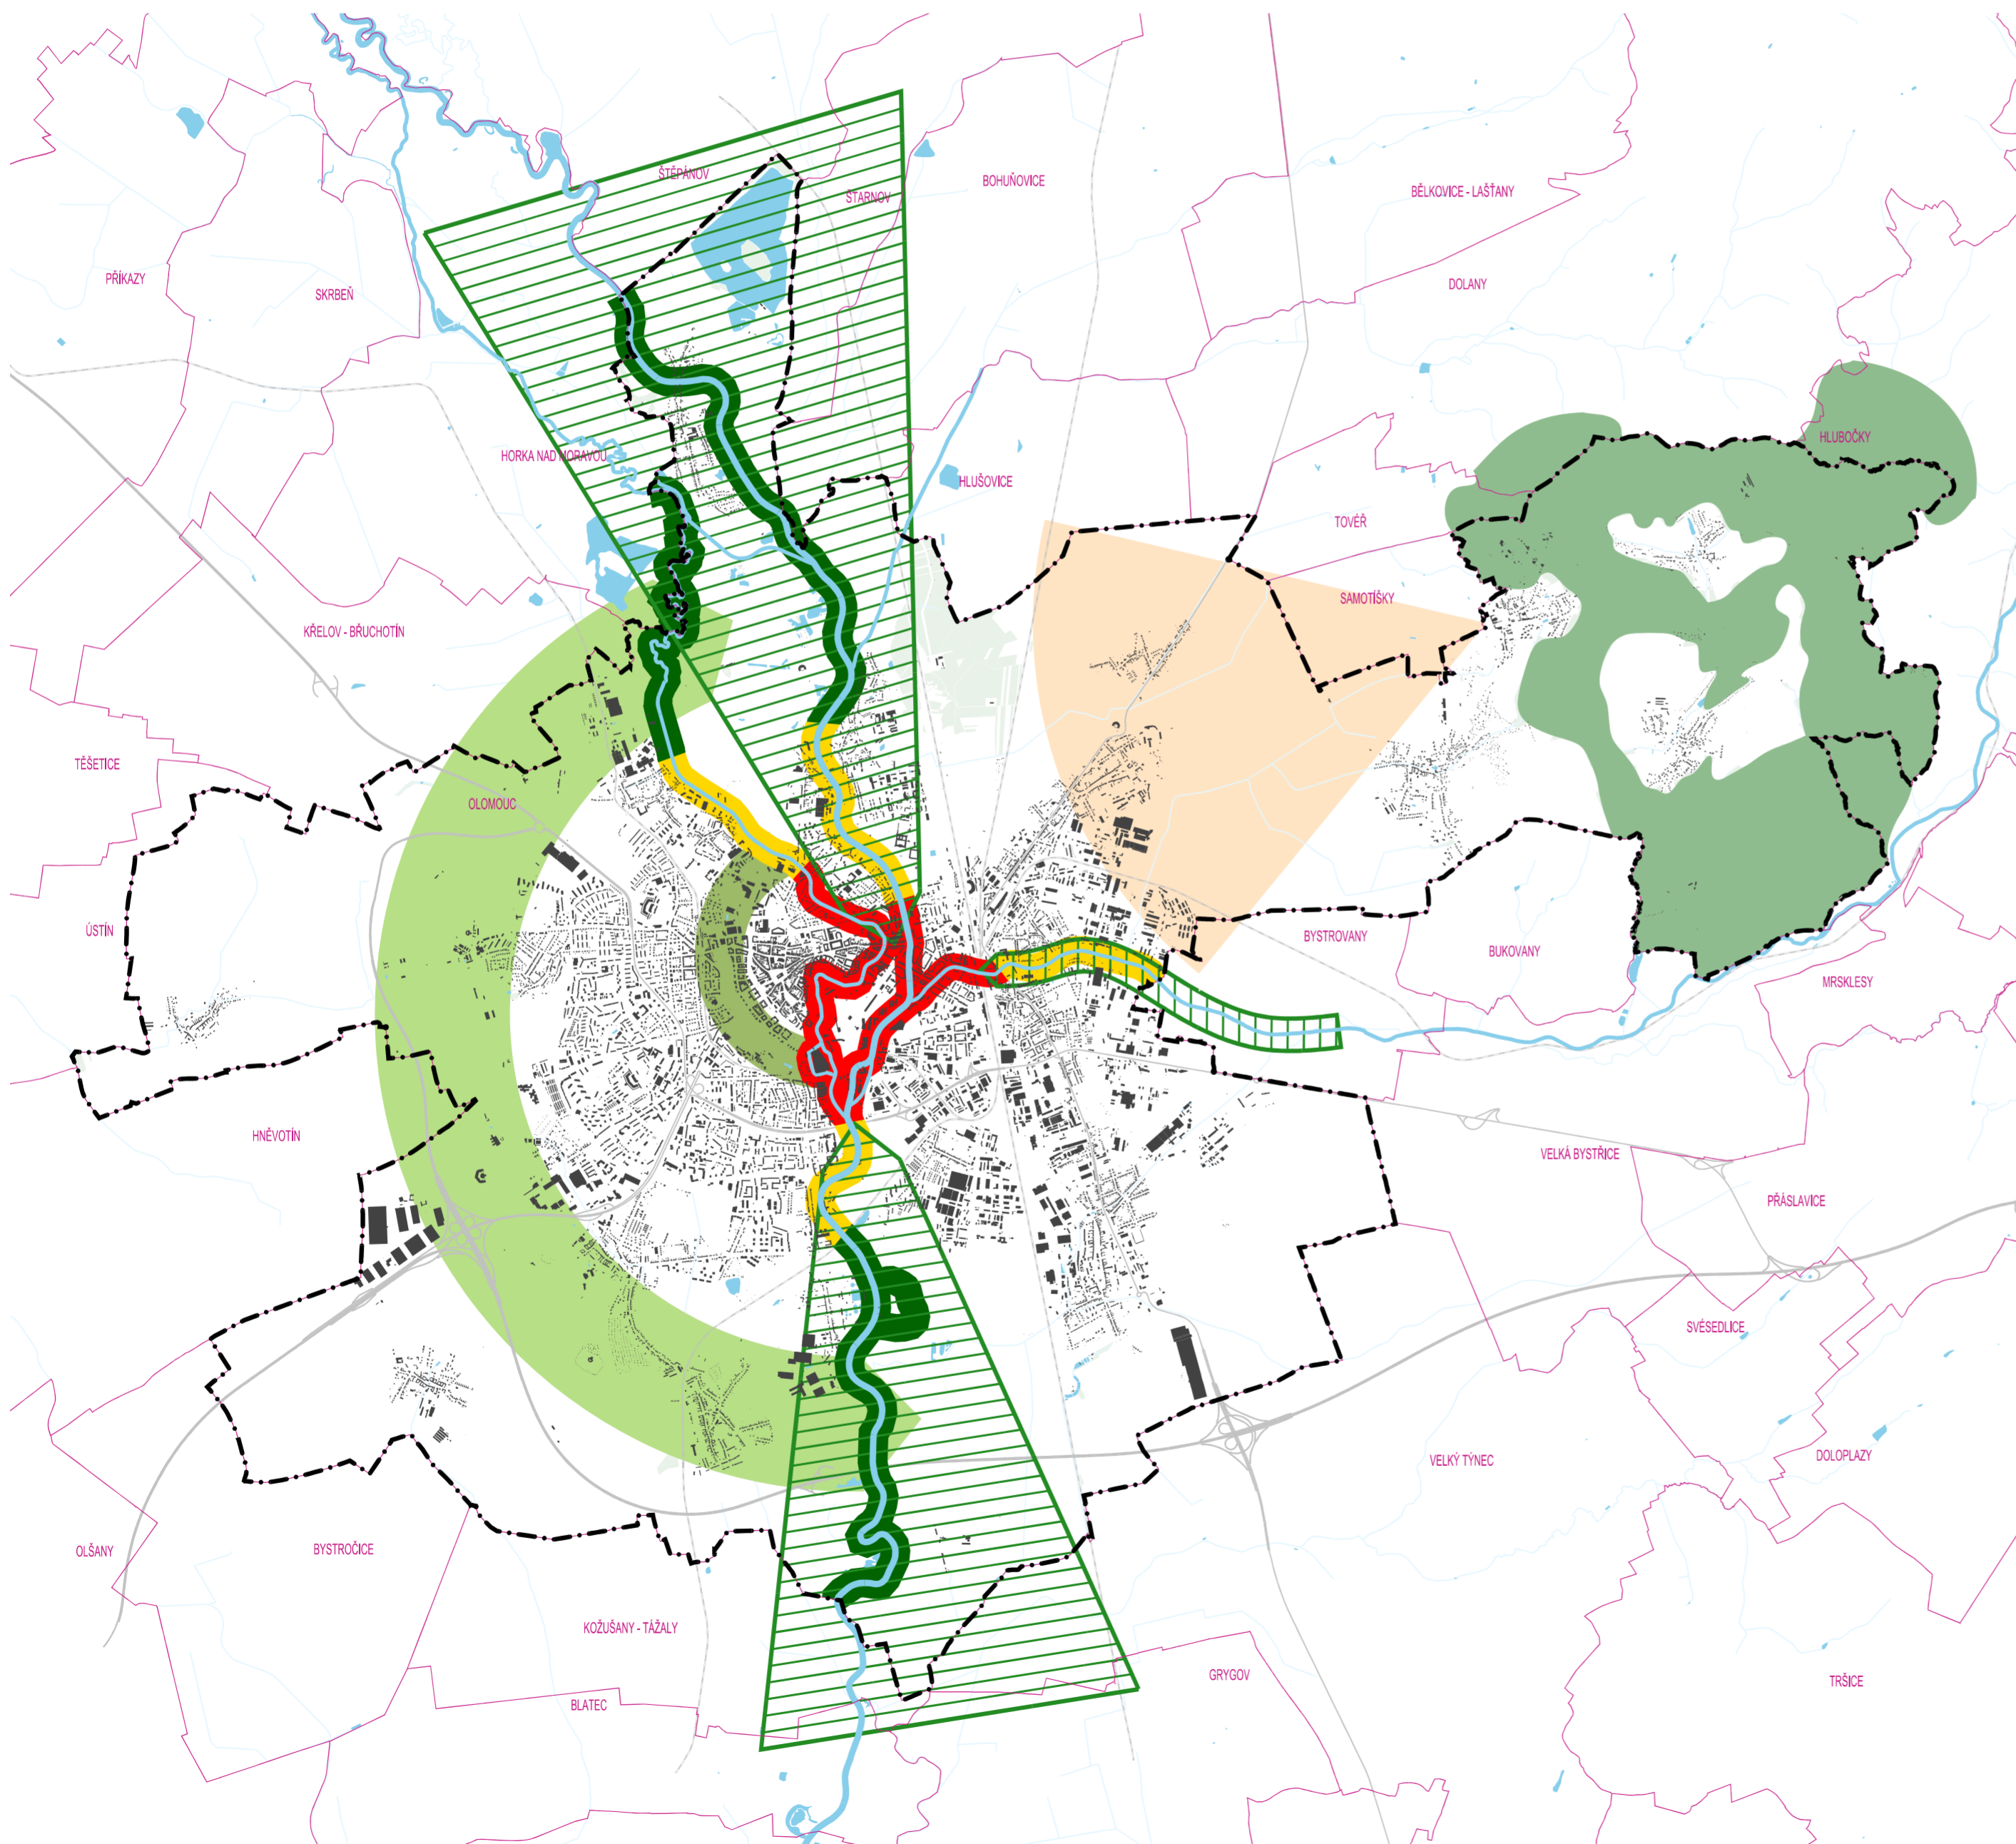 ŠTĚPÁNOV
BOHUŇOVICE
BĚLKOVICE - LAŠŤANY
ŠTARNOV
PŘÍKAZY
SKRBEŇ
DOLANY
HLUBOČKY
HORKA NAD MORAVOU
HLUŠOVICE
TOVÉŘ
SAMOTÍŠKY
KŘELOV - BŘUCHOTÍN
TĚŠETICE
OLOMOUC
ÚSTÍN
BYSTROVANY
BUKOVANY
MRSKLESY
HNĚVOTÍN
VELKÁ BYSTŘICE
PŘÁSLAVICE
SVÉSEDLICE
DOLOPLAZY
VELKÝ TÝNEC
OLŠANY
BYSTROČICE
KOŽUŠANY - TÁŽALY
GRYGOV
TRŠICE
BLATEC